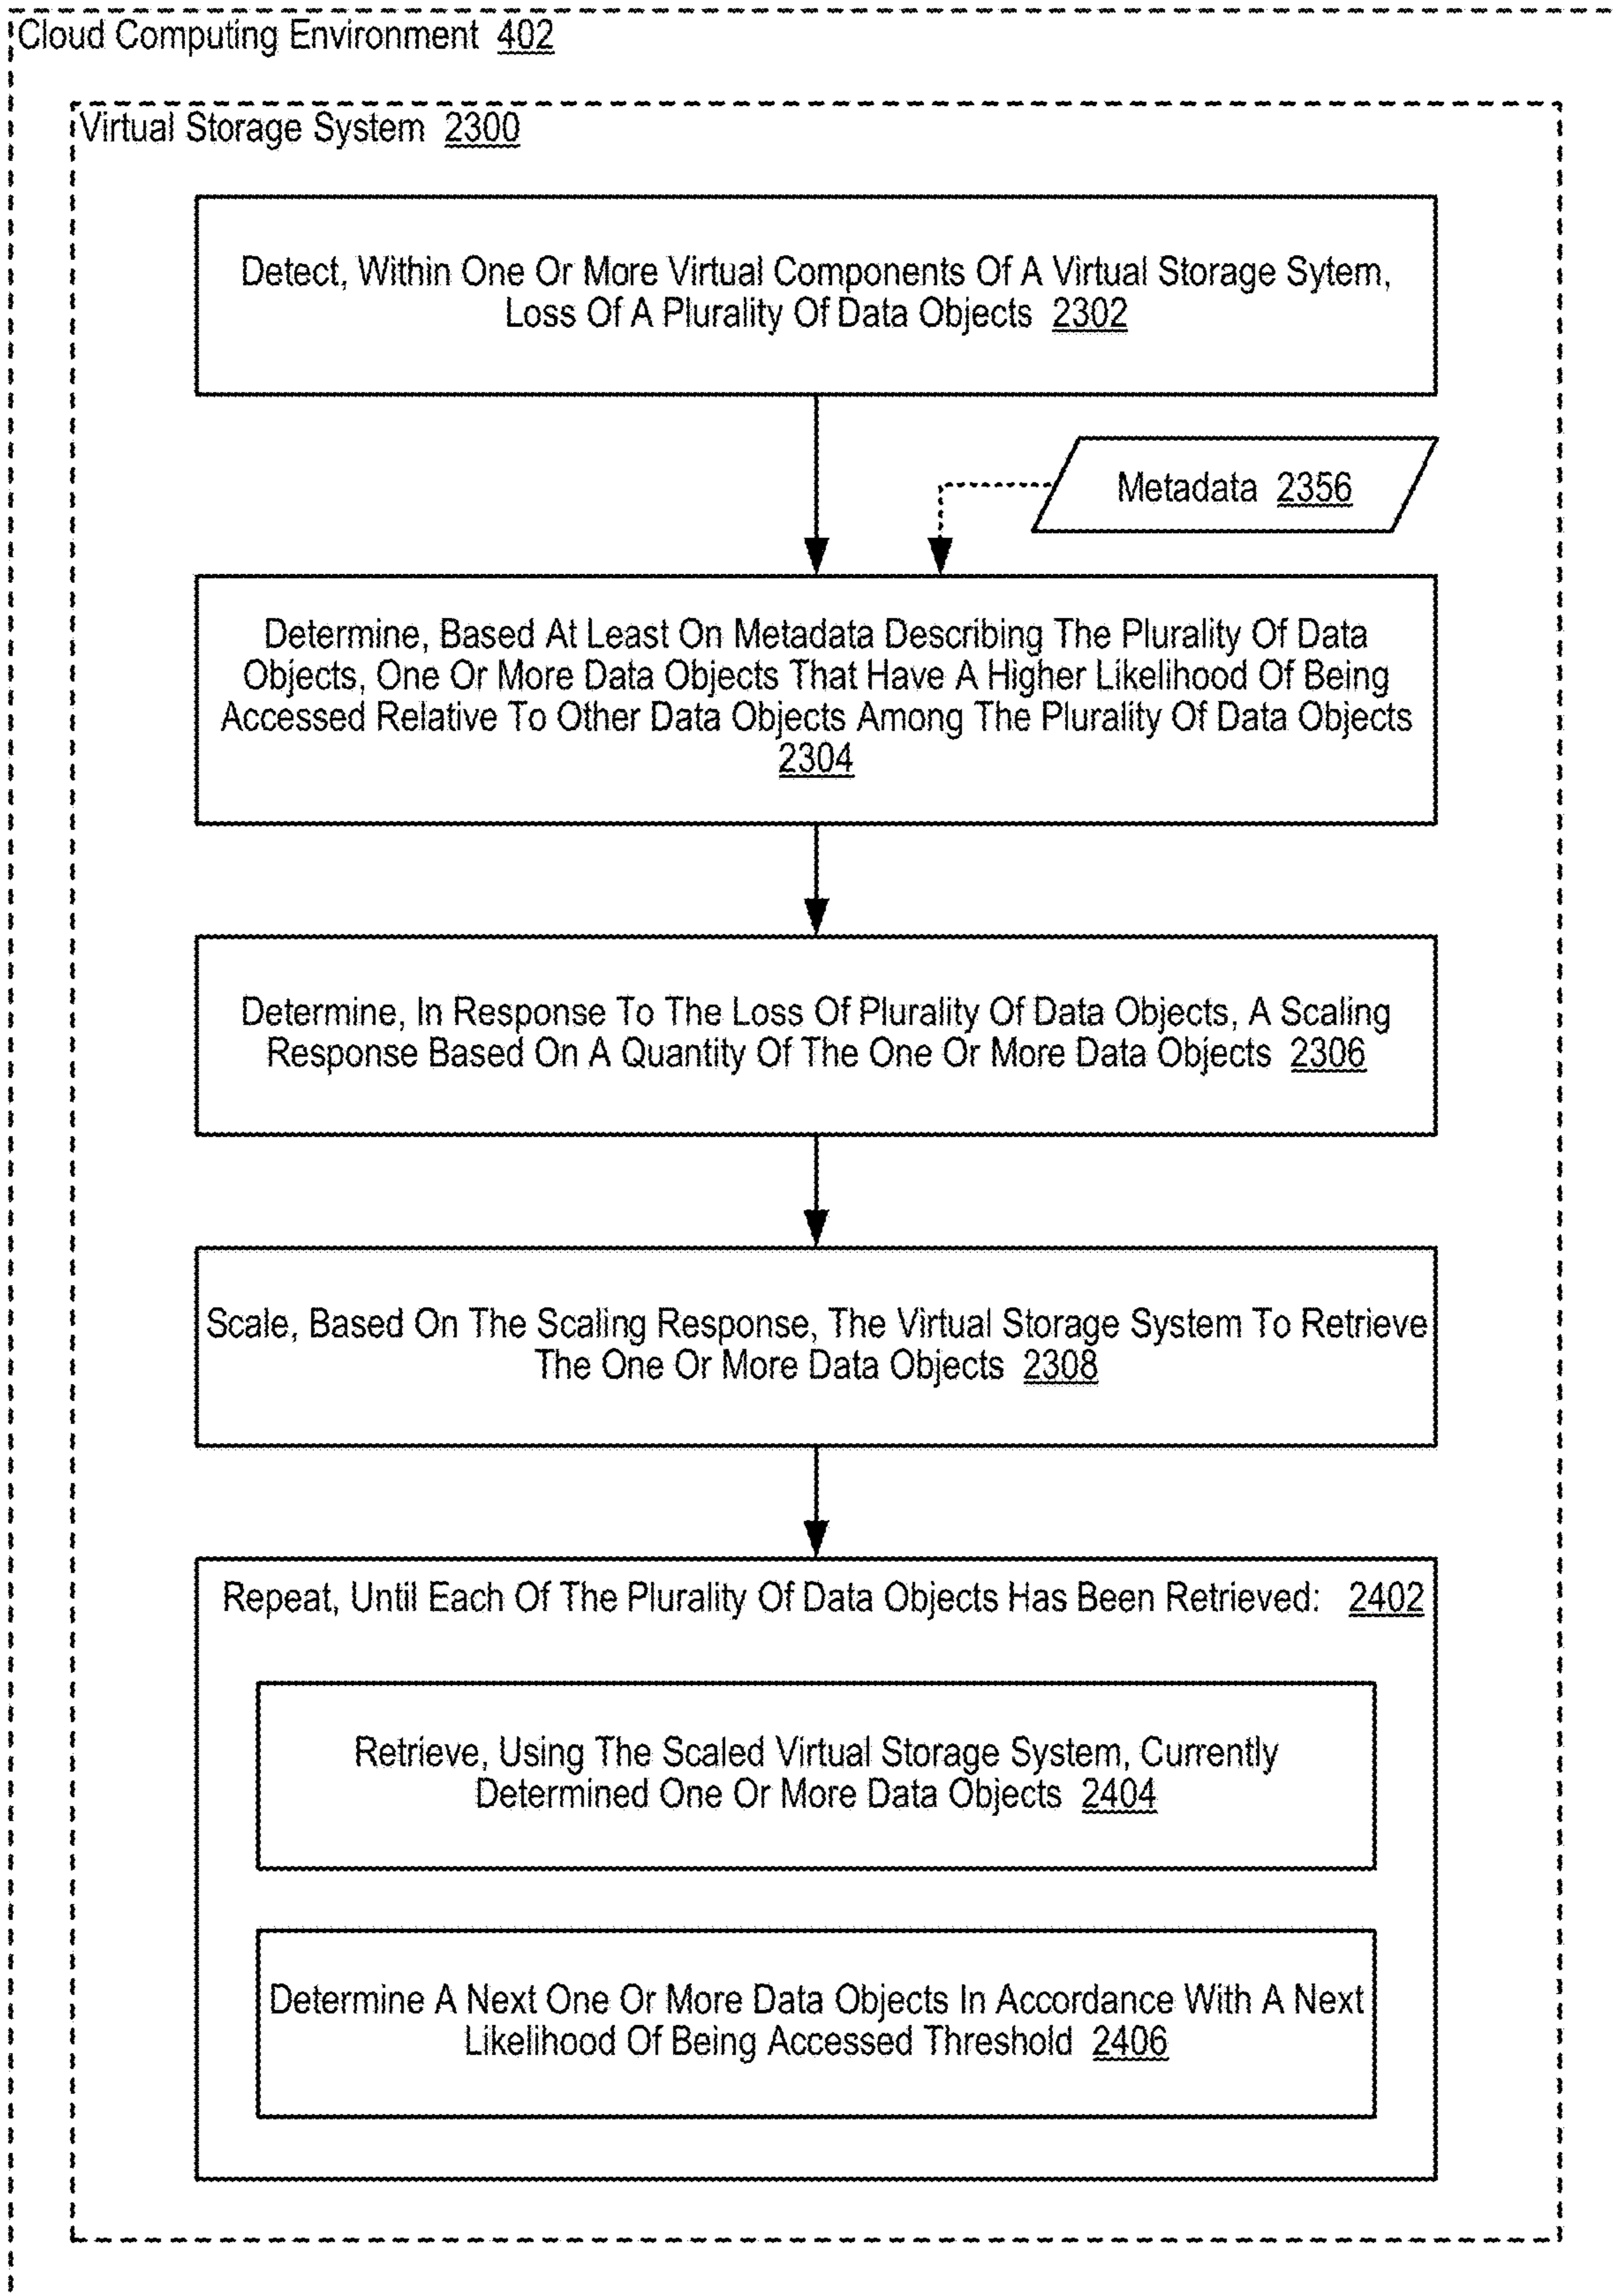 Cloud Computing Environment 402
Virtual Storage System 2300
Detect, Within One Or More Virtual Components Of A Virtual Storage Sytem,
Loss Of A Plurality Of Data Objects 2302
Metadata 2356
Determine, Based At Least On Metadata Describing The Plurality Of Data
Objects, One Or More Data Objects That Have A Higher Likelihood Of Being
Accessed Relative To Other Data Objects Among The Plurality Of Data Objects
2304
Determine, In Response To The Loss Of Plurality Of Data Objects, A Scaling
Response Based On A Quantity Of The One Or More Data Objects 2306
Scale, Based On The Scaling Response, The Virtual Storage System To Retrieve
The One Or More Data Objects 2308
Repeat, Until Each Of The Plurality Of Data Objects Has Been Retrieved: 2402
Retrieve, Using The Scaled Virtual Storage System, Currently
Determined One Or More Data Objects 2404
Determine A Next One Or More Data Objects In Accordance With A Next
Likelihood Of Being Accessed Threshold 2406